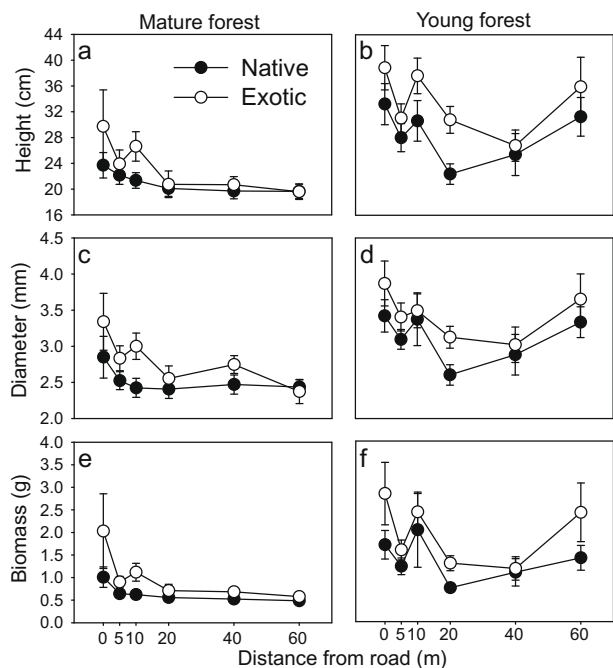 Mature forest Young forest
a b
Native
Exotic
Height (cm)
44
40
36
32
28
24
20
16
c d
Diameter (mm)
4.5
4.0
3.5
3.0
2.5
2.0
e f
Biomass (g)
4.0
3.5
3.0
2.5
2.0
1.5
1.0
0.5
0.0
0 5 10 20 40 60 0 5 10 20 40 60
Distance from road (m)